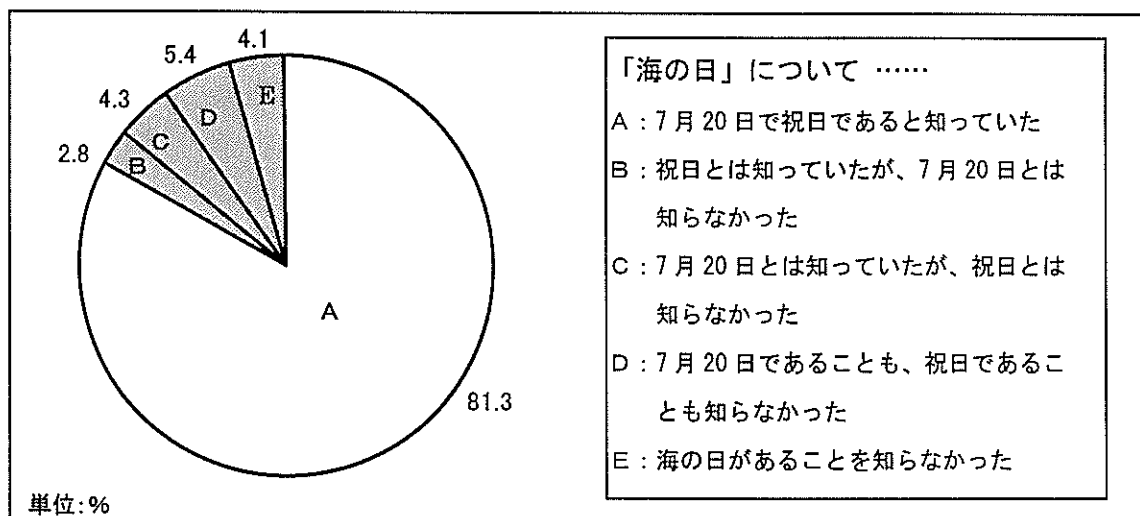 4.1
5.4
4.3
2.8
E
D
C
B
A
81.3
単位:%
「海の日」について ……
A:7月20日で祝日であると知っていた
B:祝日とは知っていたが、7月20日とは
知らなかった
C:7月20日とは知っていたが、祝日とは
知らなかった
D:7月20日であることも、祝日であるこ
とも知らなかった
E:海の日があることを知らなかった